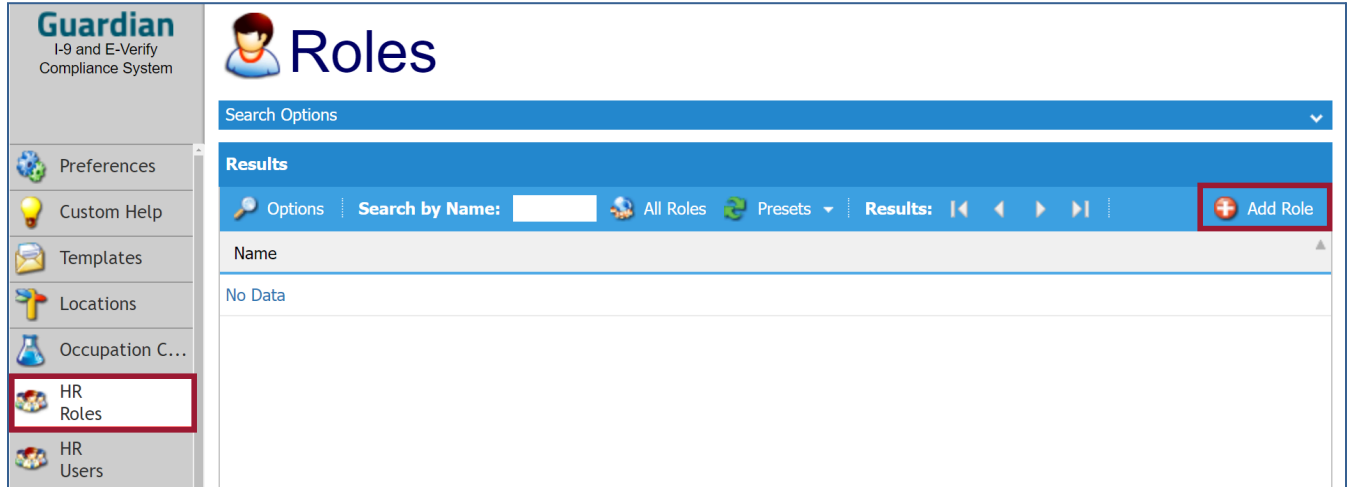 Guardian
I-9 and E-Verify
Compliance System
Roles
Search Options
Preferences
Custom Help
Templates
Locations
Occupation C...
HR
Roles
HR
Users
Results
Options Search by Name: All Roles Presets Results: Add Role
Name
No Data